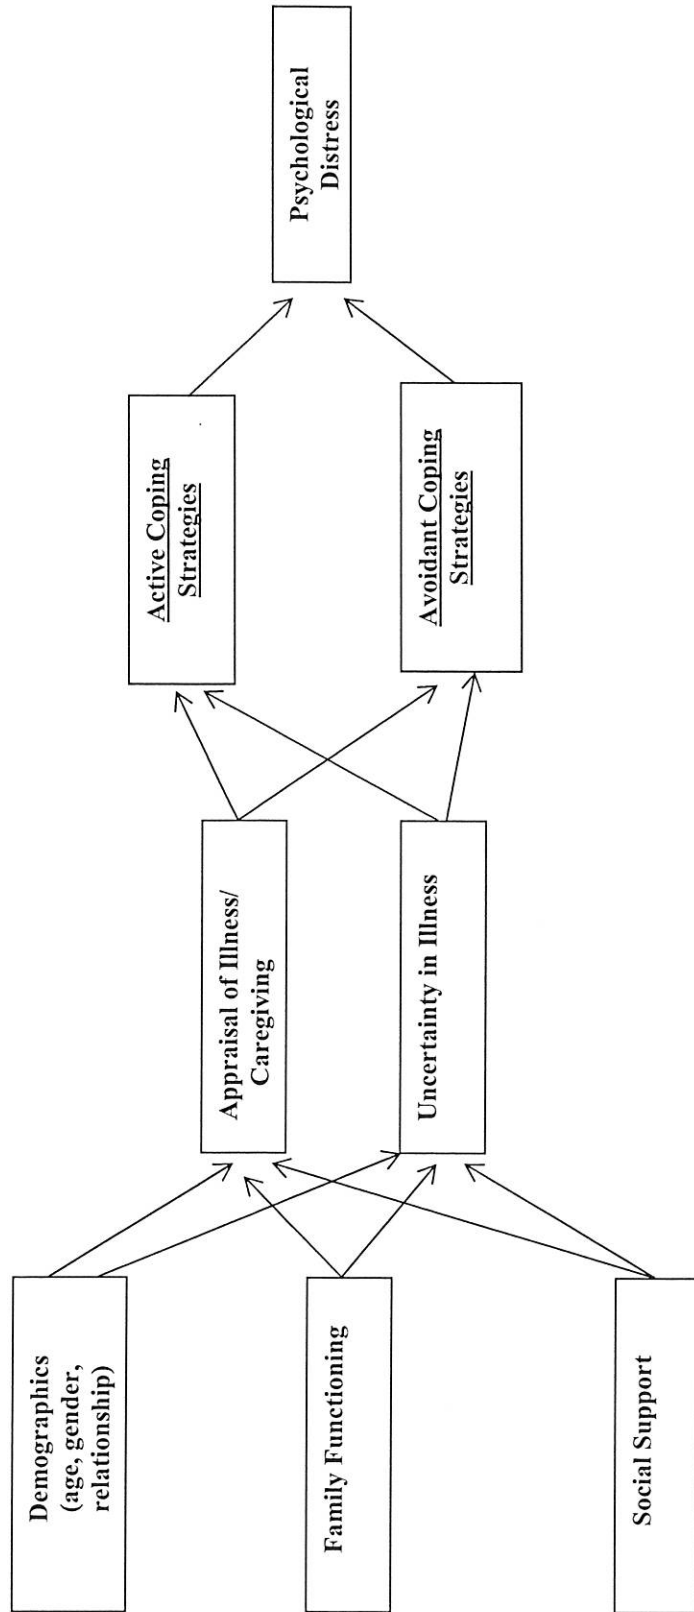 Demographics
(age, gender,
relationship)
Family Functioning
Social Support
Appraisal of Illness/
Caregiving
Uncertainty in Illness
Active Coping
Strategies
Avoidant Coping
Strategies
Psychological
Distress